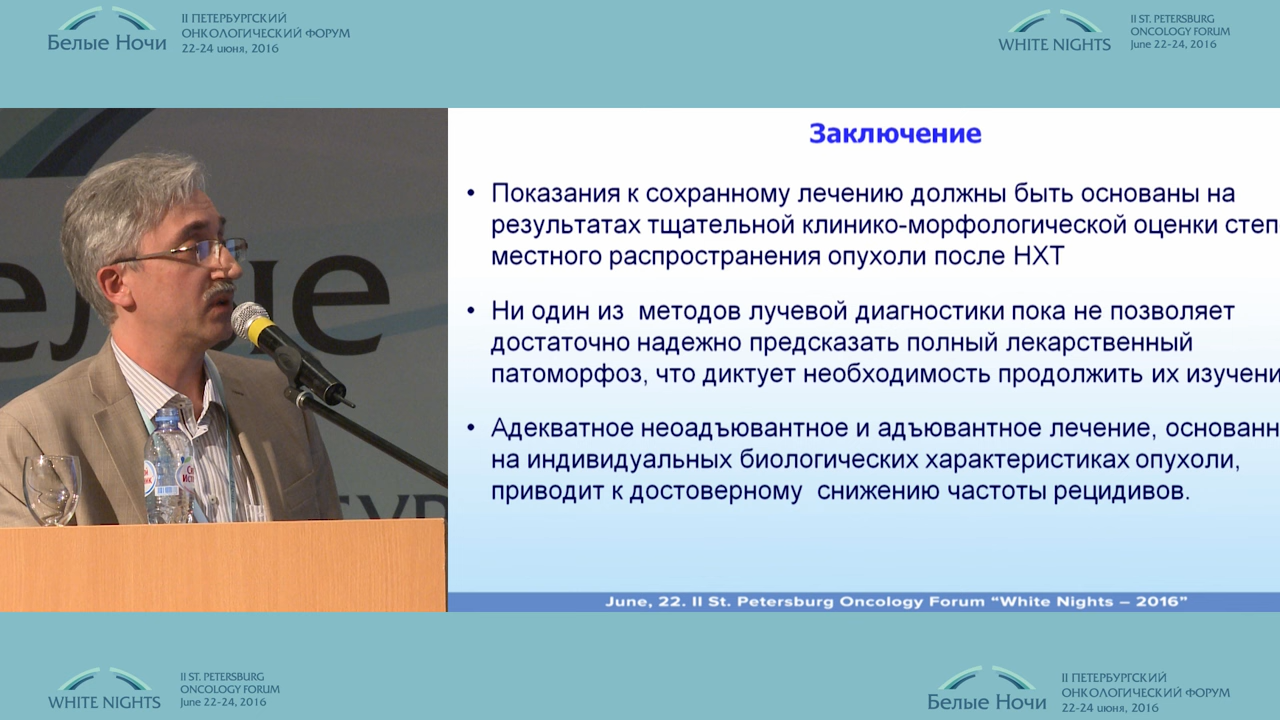 Белые Ночи
II ПЕТЕРБУРГСКИЙ
ОНКОЛОГИЧЕСКИЙ ФОРУМ
22-24 июня, 2016
WHITE NIGHTS
II ST. PETERSBURG
ONCOLOGY FORUM
June 22-24, 2016
Заключение
• Показания к сохранному лечению должны быть основаны на
результатах тщательной клинико-морфологической оценки степ
местного распространения опухоли после НХТ
• Ни один из методов лучевой диагностики пока не позволяет
достаточно надежно предсказать полный лекарственный
патоморфоз, что диктует необходимость продолжить их изучени
• Адекватное неоадъювантное и адъювантное лечение, основанн
на индивидуальных биологических характеристиках опухоли,
приводит к достоверному снижению частоты рецидивов.
June, 22. II St. Petersburg Oncology Forum “White Nights – 2016”
WHITE NIGHTS
II ST. PETERSBURG
ONCOLOGY FORUM
June 22-24, 2016
Белые Ночи
II ПЕТЕРБУРГСКИЙ
ОНКОЛОГИЧЕСКИЙ ФОРУМ
22-24 июня, 2016